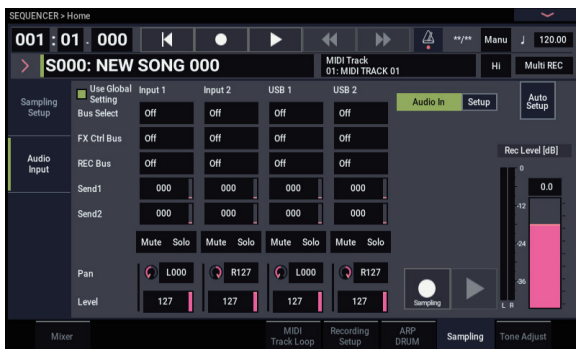 SEQUENCER > Home
001 : 01 . 000 **/** Manu ♩ 120.00
> S000: NEW SONG 000 MIDI Track
01: MIDI TRACK 01 Hi Multi REC
Sampling Setup
Audio Input
Use Global Setting Input 1 Input 2 USB 1 USB 2
Audio In Setup
Auto Setup
Bus Select Off Off Off Off
FX Ctrl Bus Off Off Off Off
REC Bus Off Off Off Off
Send1 000 000 000 000
Send2 000 000 000 000
Mute Solo Mute Solo Mute Solo Mute Solo
Pan L000 R127 L000 R127
Level 127 127 127 127
Rec Level [dB]
0
0.0
-12
-24
-36
L R
Sampling
Mixer MIDI Track Loop Recording Setup ARP DRUM Sampling Tone Adjust